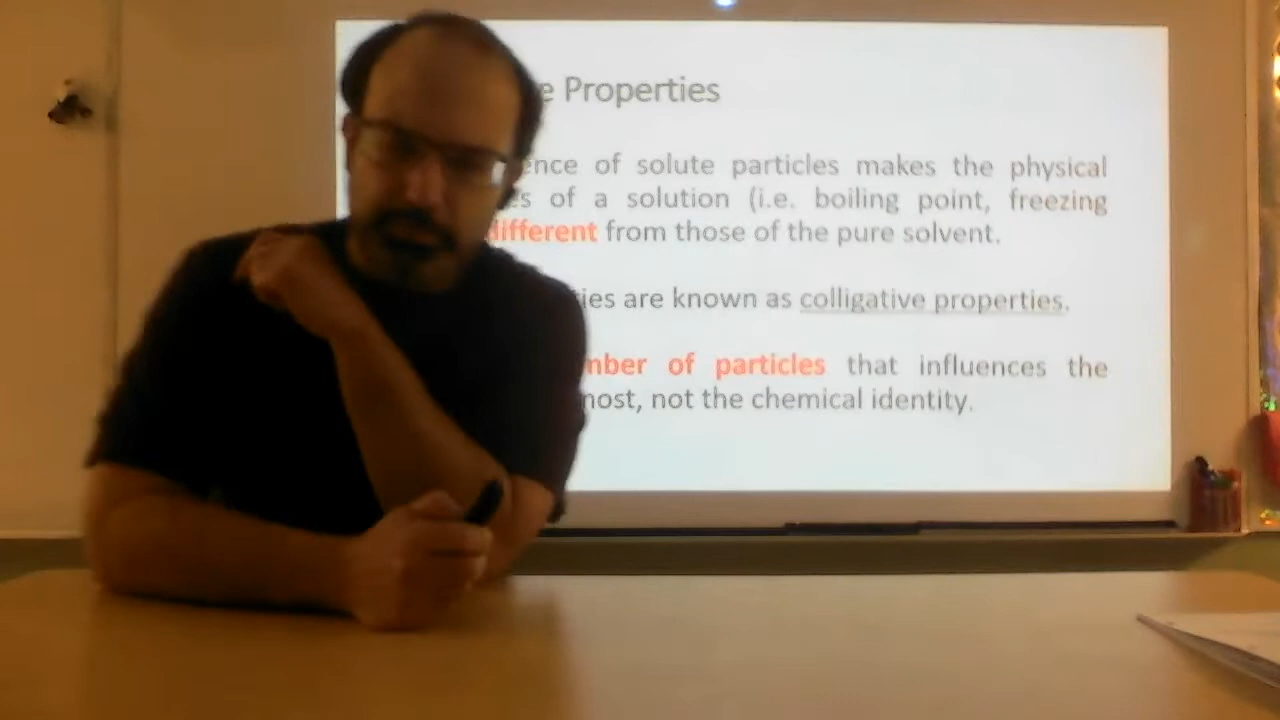 e Properties
ence of solute particles makes the physical
es of a solution (i.e. boiling point, freezing
different from those of the pure solvent.
ties are known as colligative properties.
mber of particles that influences the
most, not the chemical identity.